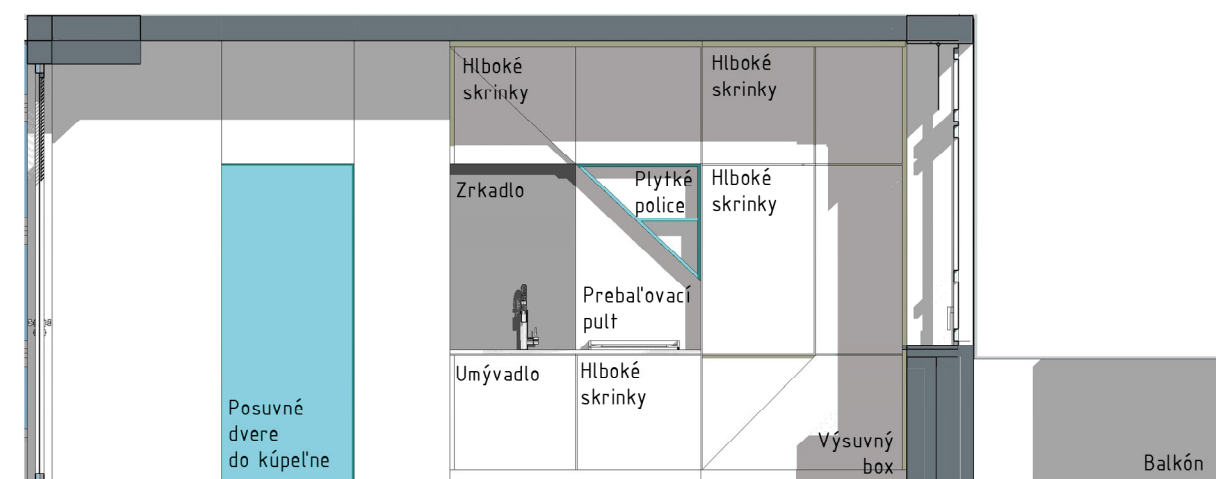 Hlboké
skrinky
Hlboké
skrinky
Zrkadlo
Plytké
police
Hlboké
skrinky
Prebaľovací
pult
Umývadlo
Hlboké
skrinky
Posuvné
dvere
do kúpeľne
Výsuvný
box
Balkón